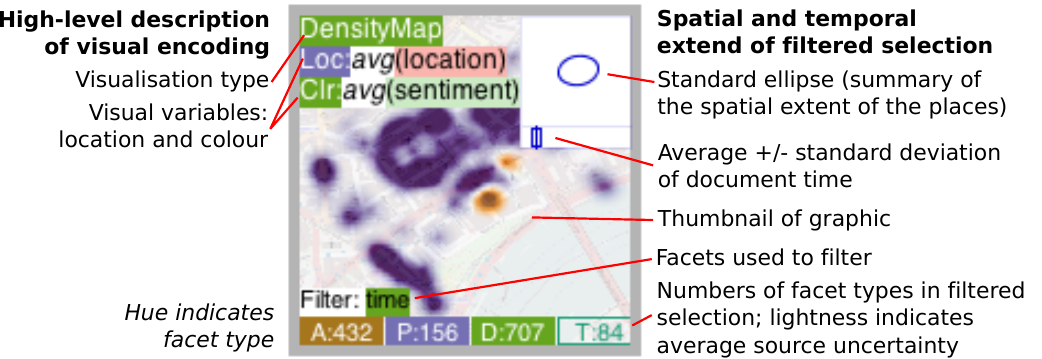 High-level description
of visual encoding
Visualisation type
Visual variables:
location and colour
Hue indicates
facet type
DensityMap
Loc:avg(location)
Clr:avg(sentiment)
Filter: time
A:432 P:156 D:707 T:84
Spatial and temporal
extend of filtered selection
Standard ellipse (summary of
the spatial extent of the places)
Average +/- standard deviation
of document time
Thumbnail of graphic
Facets used to filter
Numbers of facet types in filtered
selection; lightness indicates
average source uncertainty